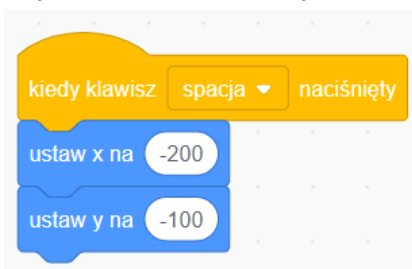 kiedy klawisz spacja naciśnięty
ustaw x na -200
ustaw y na -100